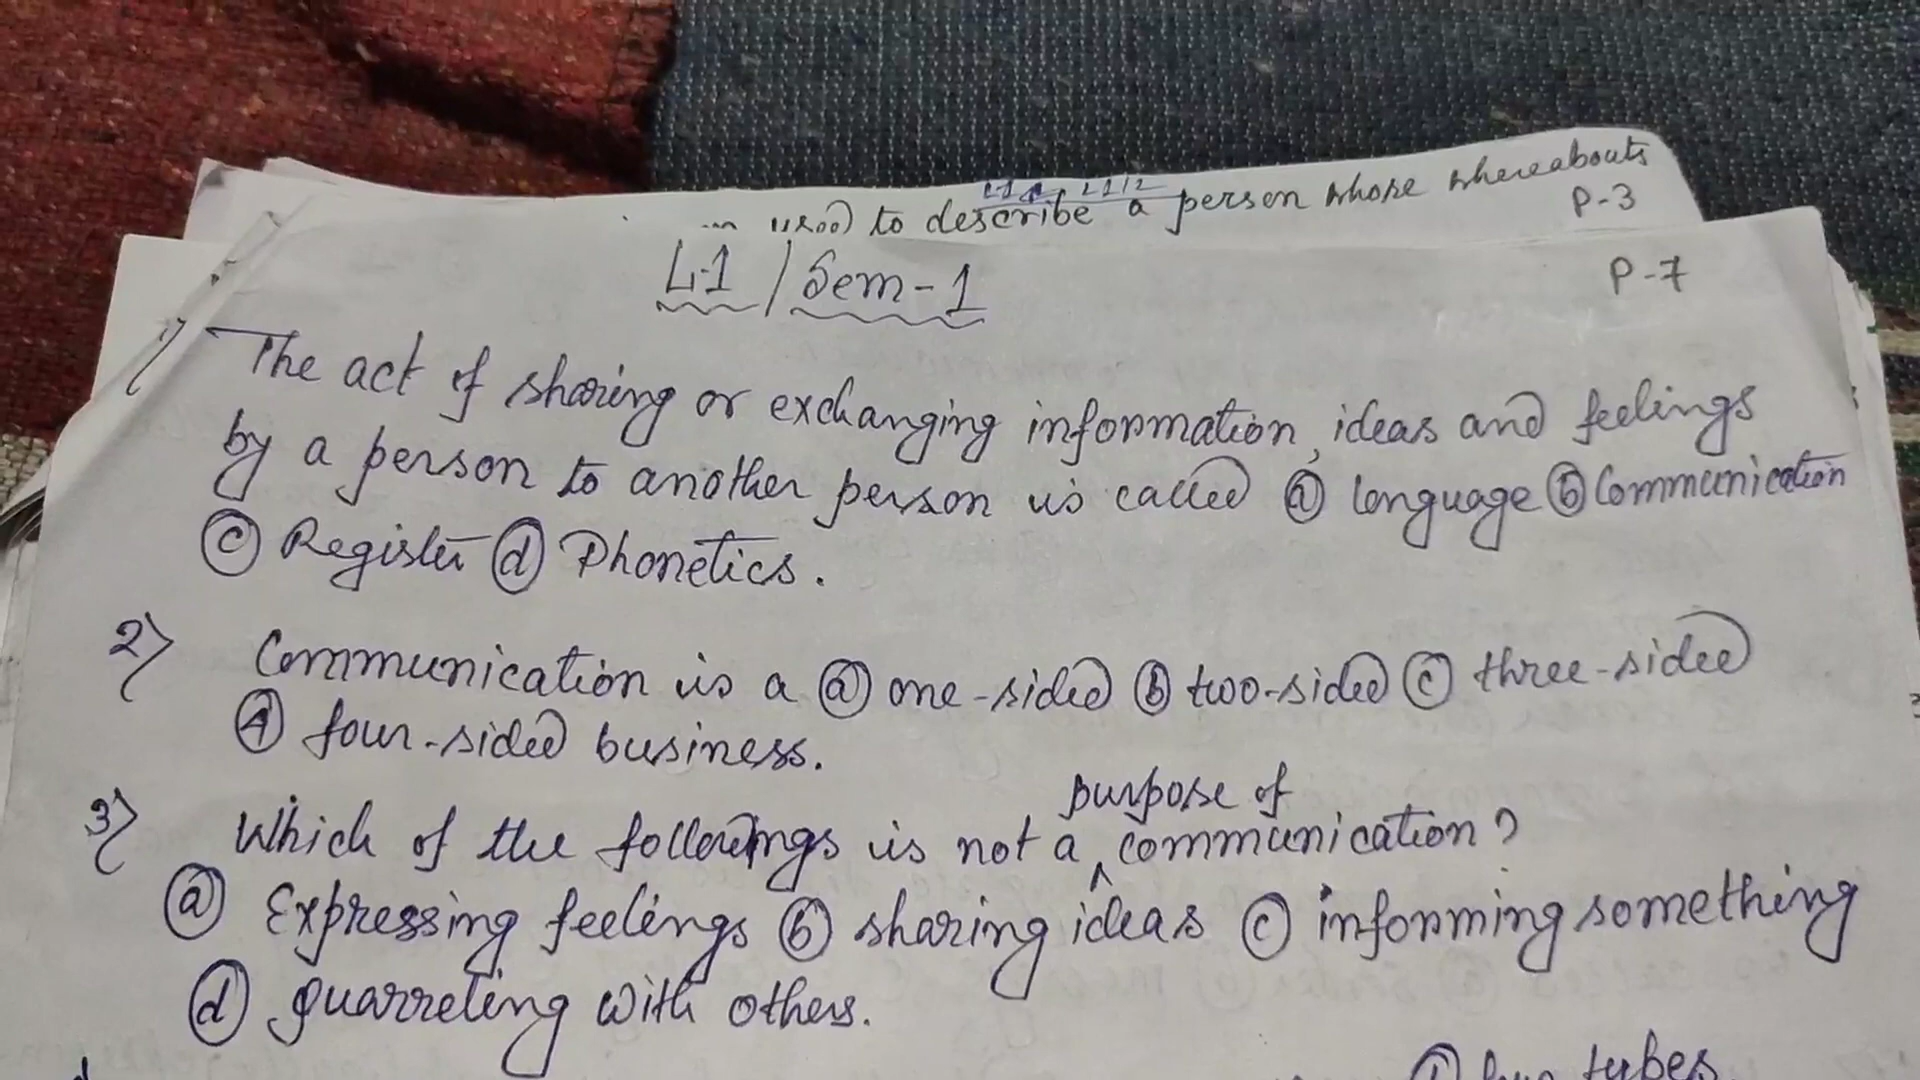 used to describe a person whose whereabouts
P-3
L-1 / Sem-1
P-7
1) The act of sharing or exchanging information, ideas and feelings
by a person to another person is called ⓐ language ⓑ Communication
ⓒ Register ⓓ Phonetics.
2) Communication is a ⓐ one-sided ⓑ two-sided ⓒ three-sided
ⓓ four-sided business.
purpose of
3) Which of the followings is not a ^ communication?
ⓐ Expressing feelings ⓑ sharing ideas ⓒ informing something
ⓓ quarreling with others.
types